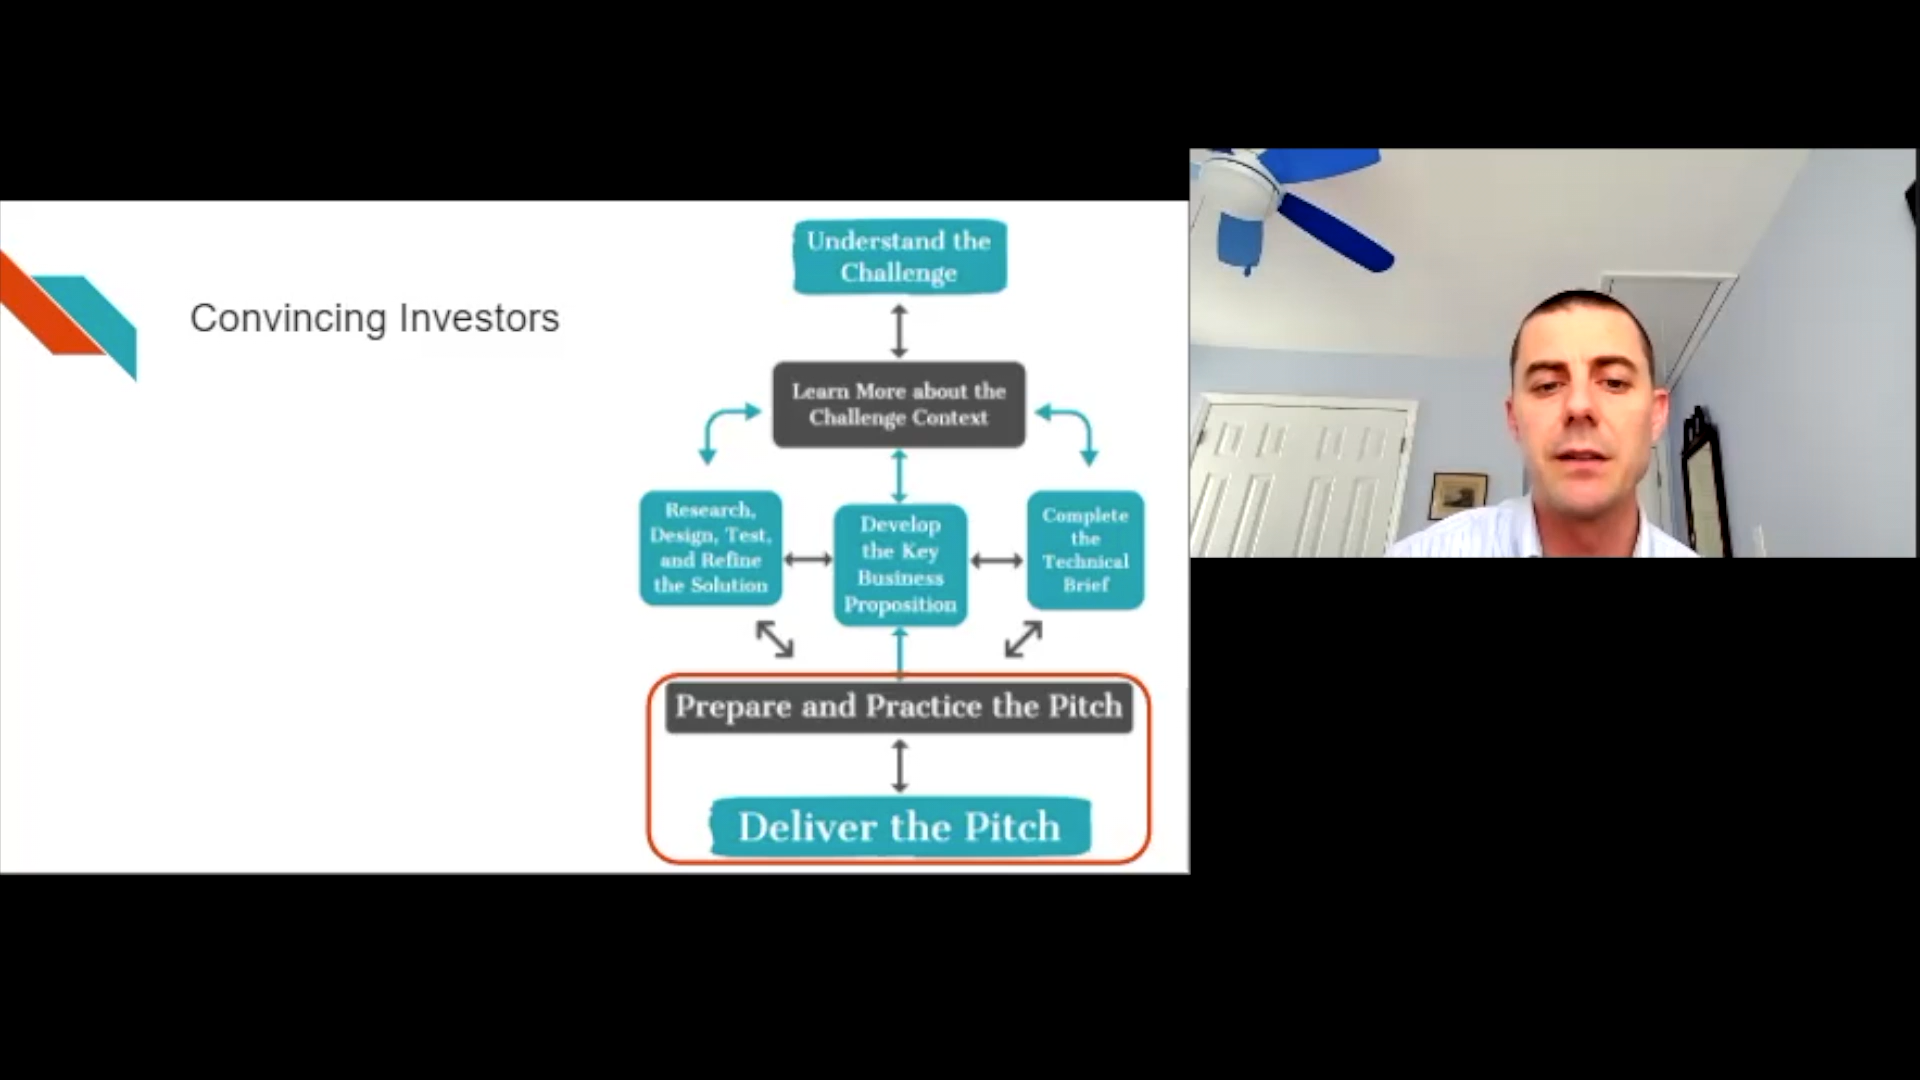 Convincing Investors
Understand the
Challenge
Learn More about the
Challenge Context
Research,
Design, Test,
and Refine
the Solution
Develop
the Key
Business
Proposition
Complete
the
Technical
Brief
Prepare and Practice the Pitch
Deliver the Pitch